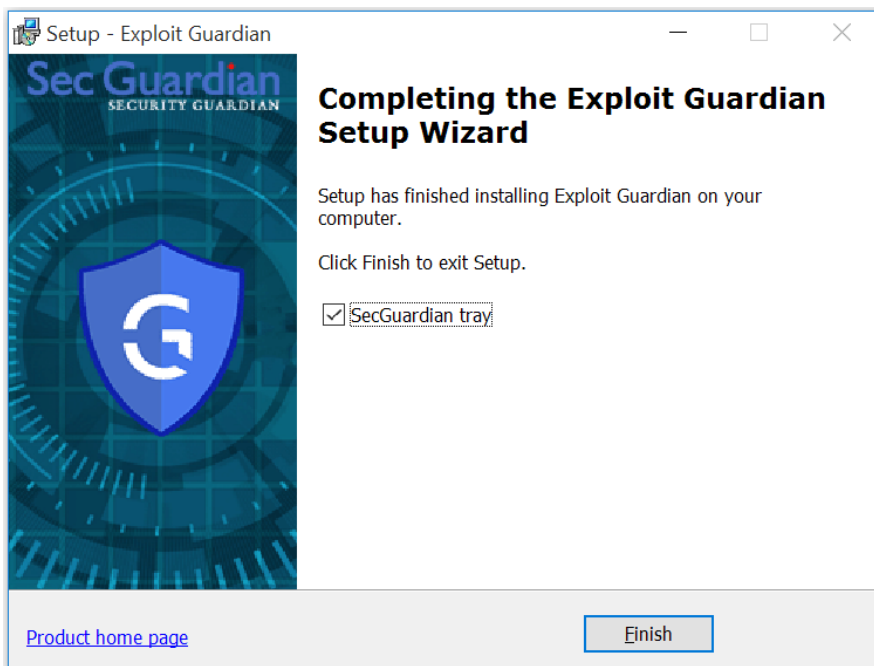 Setup - Exploit Guardian
Sec Guardian
SECURITY GUARDIAN
Completing the Exploit Guardian
Setup Wizard
Setup has finished installing Exploit Guardian on your
computer.
Click Finish to exit Setup.
SecGuardian tray
G
Product home page
Finish